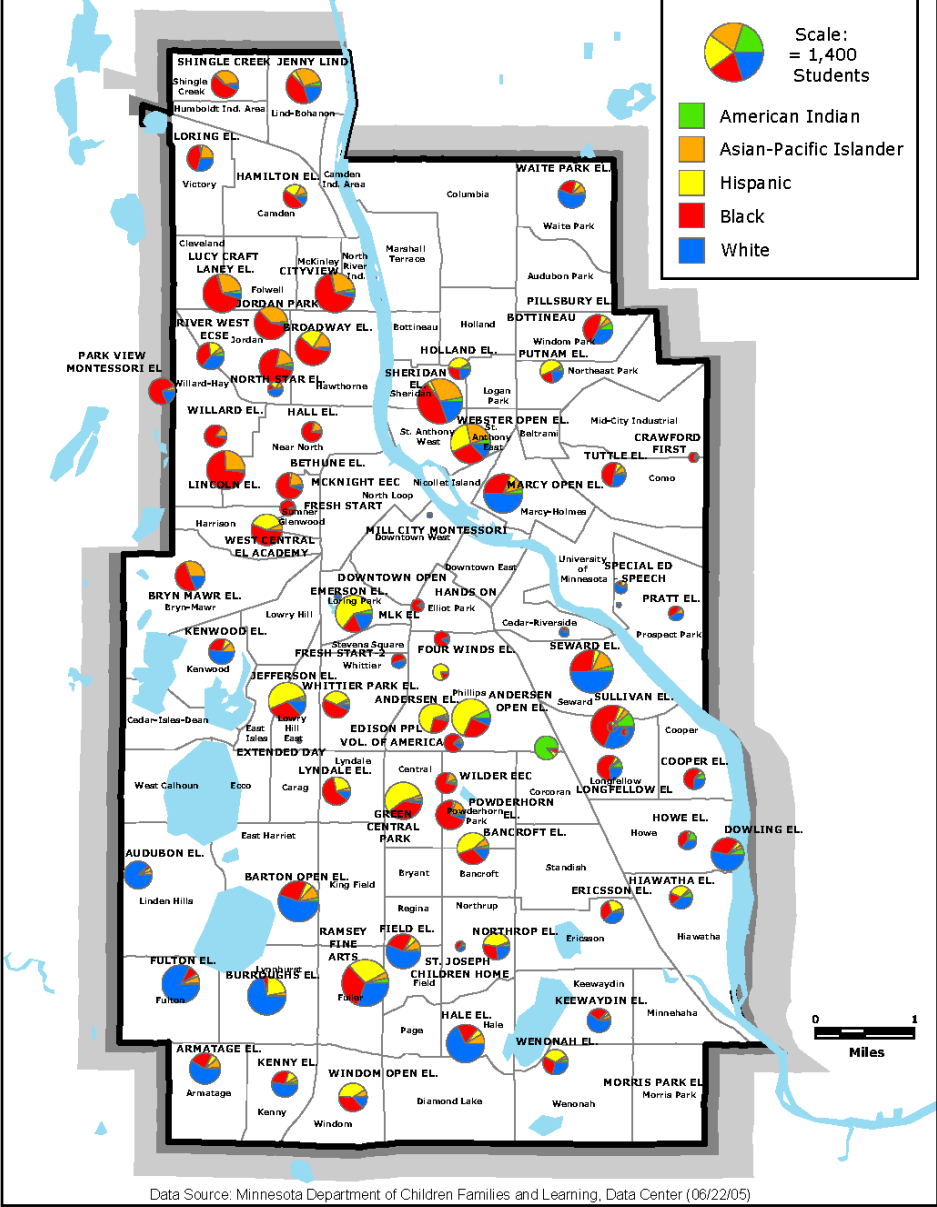 Scale:
= 1,400
Students
American Indian
Asian-Pacific Islander
Hispanic
Black
White
SHINGLE CREEK
JENNY LIND
Shingle
Creek
Humboldt Ind. Area
Lind-Bohanon
LORING EL.
Victory
HAMILTON EL.
Camden
Camden
Ind. Area
Columbia
WAITE PARK EL.
Waite Park
Cleveland
LUCY CRAFT
LANEY EL.
Folwell
McKinley
CITYVIEW
North
River
Ind.
Marshall
Terrace
Audubon Park
JORDAN PARK
PILLSBURY EL.
RIVER WEST
ECSE
Jordan
BROADWAY EL.
Bottineau
Holland
BOTTINEAU
Windom Park
PARK VIEW
MONTESSORI EL
HOLLAND EL.
PUTNAM EL.
Northeast Park
Willard-Hay
NORTH STAR EL.
Hawthorne
SHERIDAN
EL.
Sheridan
Logan
Park
WILLARD EL.
HALL EL.
Near North
St. Anthony
West
WEBSTER OPEN EL.
St.
Anthony
East
Beltrami
Mid-City Industrial
CRAWFORD
FIRST
BETHUNE EL.
TUTTLE EL.
Como
LINCOLN EL.
MCKNIGHT EEC
North Loop
Nicollet Island
MARCY OPEN EL.
FRESH START
Sumner
Glenwood
Marcy-Holmes
Harrison
WEST CENTRAL
EL ACADEMY
MILL CITY MONTESSORI
Downtown West
Downtown East
University
of
Minnesota
SPECIAL ED
SPEECH
BRYN MAWR EL.
Bryn-Mawr
DOWNTOWN OPEN
EMERSON EL.
Loring Park
HANDS ON
Elliot Park
PRATT EL.
Lowry Hill
MLK EL
Cedar-Riverside
Prospect Park
KENWOOD EL.
Kenwood
Stevens Square
FRESH START-2
Whittier
FOUR WINDS EL.
SEWARD EL.
JEFFERSON EL.
WHITTIER PARK EL.
Phillips
ANDERSEN
OPEN EL.
ANDERSEN EL.
Seward
SULLIVAN EL.
Cedar-Isles-Dean
East
Isles
Lowry
Hill
East
EDISON PPL
VOL. OF AMERICA
Cooper
EXTENDED DAY
Lyndale
LYNDALE EL.
Central
West Calhoun
Ecco
Carag
WILDER EEC
Corcoran
Longfellow
LONGFELLOW EL
COOPER EL.
GREEN
CENTRAL
PARK
POWDERHORN
EL.
Powderhorn
Park
HOWE EL.
Howe
DOWLING EL.
East Harriet
BANCROFT EL.
Bancroft
AUDUBON EL.
Linden Hills
BARTON OPEN EL.
King Field
Bryant
Standish
HIAWATHA EL.
ERICSSON EL.
Regina
Northrup
Ericsson
Hiawatha
RAMSEY
FINE
ARTS
FIELD EL.
NORTHROP EL.
ST. JOSEPH
CHILDREN HOME
Field
FULTON EL.
Fulton
Lynnhurst
BURROUGHS EL.
Fuller
Keewaydin
KEEWAYDIN EL.
Minnehaha
Page
HALE EL.
Hale
WENONAH EL.
0 1
Miles
ARMATAGE EL.
Armatage
KENNY EL.
Kenny
WINDOM OPEN EL.
Windom
Diamond Lake
Wenonah
MORRIS PARK EL
Morris Park
Data Source: Minnesota Department of Children Families and Learning, Data Center (06/22/05)